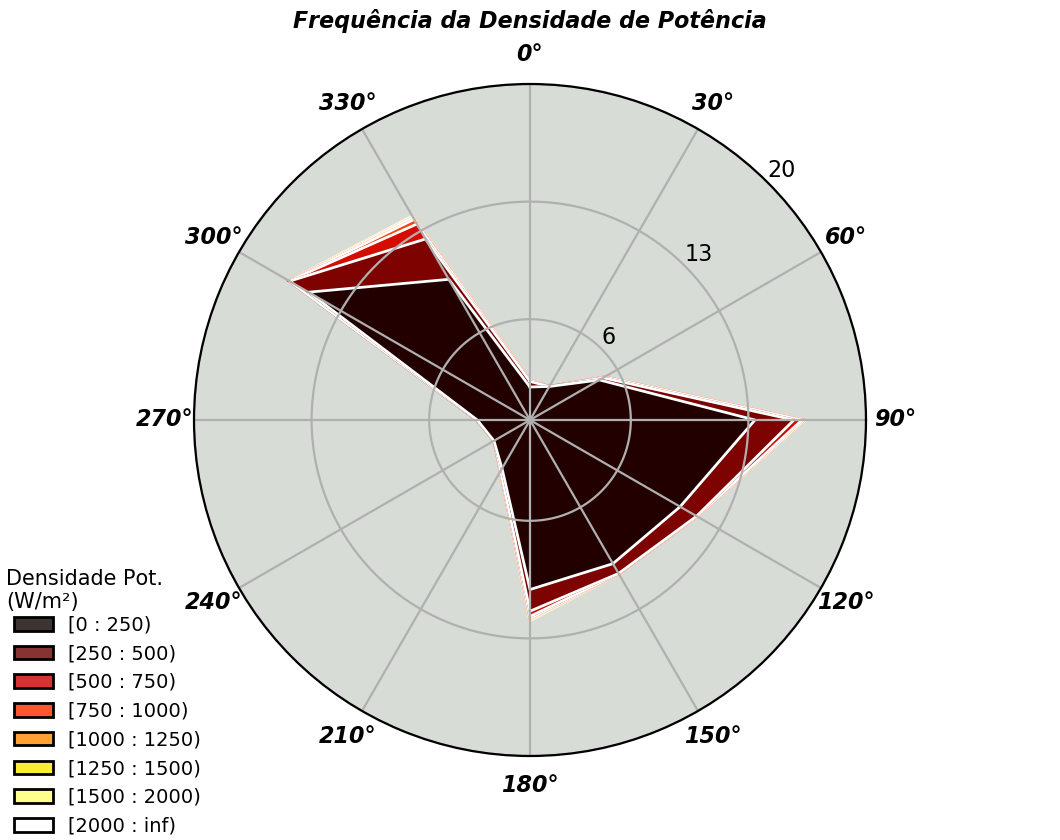 Frequência da Densidade de Potência
0°
330°
30°
20
300°
60°
13
6
270°
90°
240°
120°
210°
150°
180°
Densidade Pot.
(W/m²)
[0 : 250)
[250 : 500)
[500 : 750)
[750 : 1000)
[1000 : 1250)
[1250 : 1500)
[1500 : 2000)
[2000 : inf)